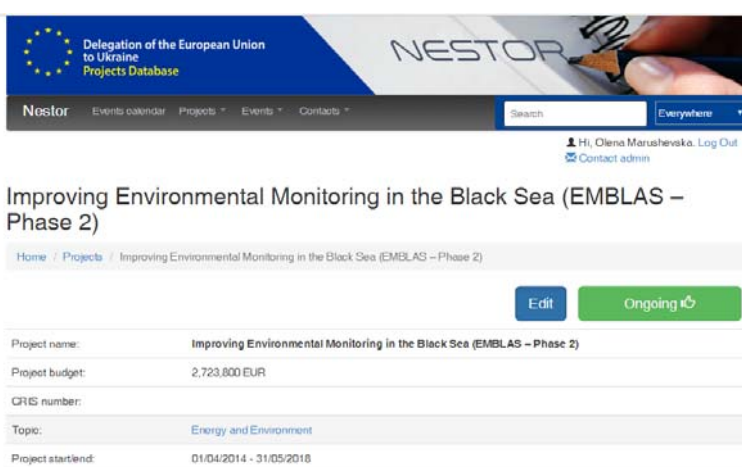 Delegation of the European Union
to Ukraine
Projects Database
NESTOR
Nestor Events calendar Projects Events Contacts Search Everywhere
Hi, Olena Marushevska. Log Out
Contact admin
Improving Environmental Monitoring in the Black Sea (EMBLAS –
Phase 2)
Home / Projects / Improving Environmental Monitoring in the Black Sea (EMBLAS – Phase 2)
Edit Ongoing
Project name: Improving Environmental Monitoring in the Black Sea (EMBLAS – Phase 2)
Project budget: 2,723,800 EUR
CRIS number:
Topic: Energy and Environment
Project start/end: 01/04/2014 - 31/05/2018